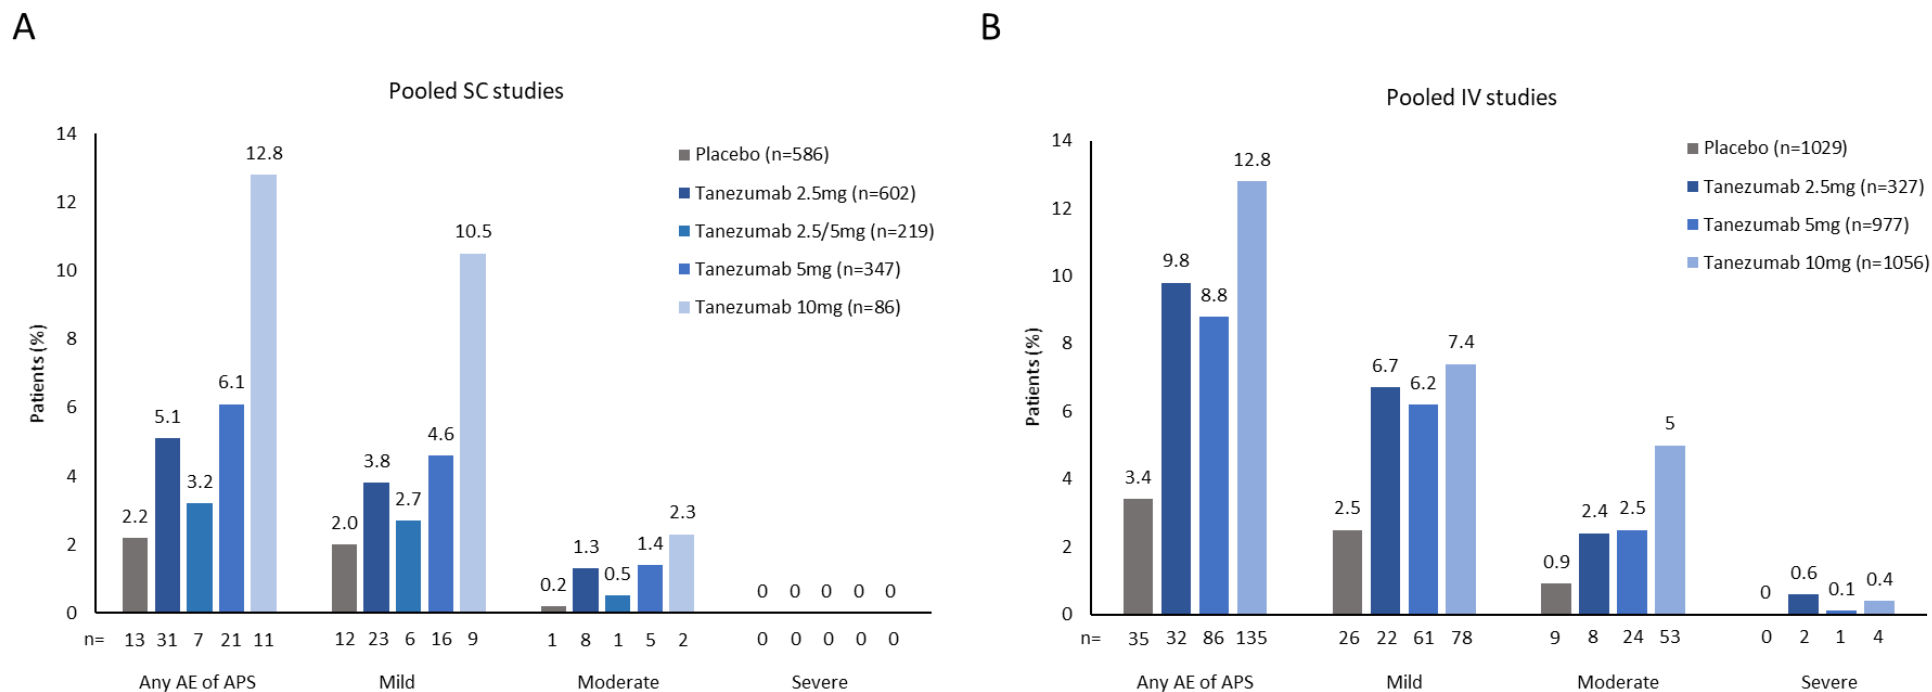 A
Pooled SC studies
Patients (%)
14
12
10
8
6
4
2
0
Placebo (n=586)
Tanezumab 2.5mg (n=602)
Tanezumab 2.5/5mg (n=219)
Tanezumab 5mg (n=347)
Tanezumab 10mg (n=86)
2.2 5.1 3.2 6.1 12.8
2.0 3.8 2.7 4.6 10.5
0.2 1.3 0.5 1.4 2.3
0 0 0 0 0
n= 13 31 7 21 11 12 23 6 16 9 1 8 1 5 2 0 0 0 0 0
Any AE of APS Mild Moderate Severe
B
Pooled IV studies
Patients (%)
14
12
10
8
6
4
2
0
Placebo (n=1029)
Tanezumab 2.5mg (n=327)
Tanezumab 5mg (n=977)
Tanezumab 10mg (n=1056)
3.4 9.8 8.8 12.8
2.5 6.7 6.2 7.4
0.9 2.4 2.5 5
0 0.6 0.1 0.4
n= 35 32 86 135 26 22 61 78 9 8 24 53 0 2 1 4
Any AE of APS Mild Moderate Severe